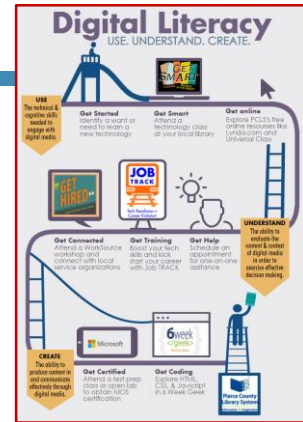 Digital Literacy
USE. UNDERSTAND. CREATE.
GET
SMART
USE
The technical &
cognitive skills
needed to
engage with
digital media.
Get Started
Identify a want or
need to learn a
new technology
Get Smart
Attend a
technology class
at your local library
Get online
Explore PCLS's free
online resourses like
Lynda.com and
Universal Class
"GET
HIRED"
JOB
TRACK
Get Connected
Attend a WorkSource
workshop and
connect with local
service organizations
Get Training
Boost your tech
skills and kick
start your career
with Job TRACK
Get Help
Schedule an
appointment
for one-on-one
assitance
UNDERSTAND
The ability to
evaluate the
content & context
of digital media
in order to
exercise effective
decision making.
Microsoft
6week
</geek>
CREATE
The ability to
produce content in
and communicate
effectively through
digital media.
Get Certified
Attend a test prep
class or open lab
to obtain MOS
certification
Get Coding
Explore HTML,
CSS, & Javscript
in 6 Week Geek
Pierce County
Library System